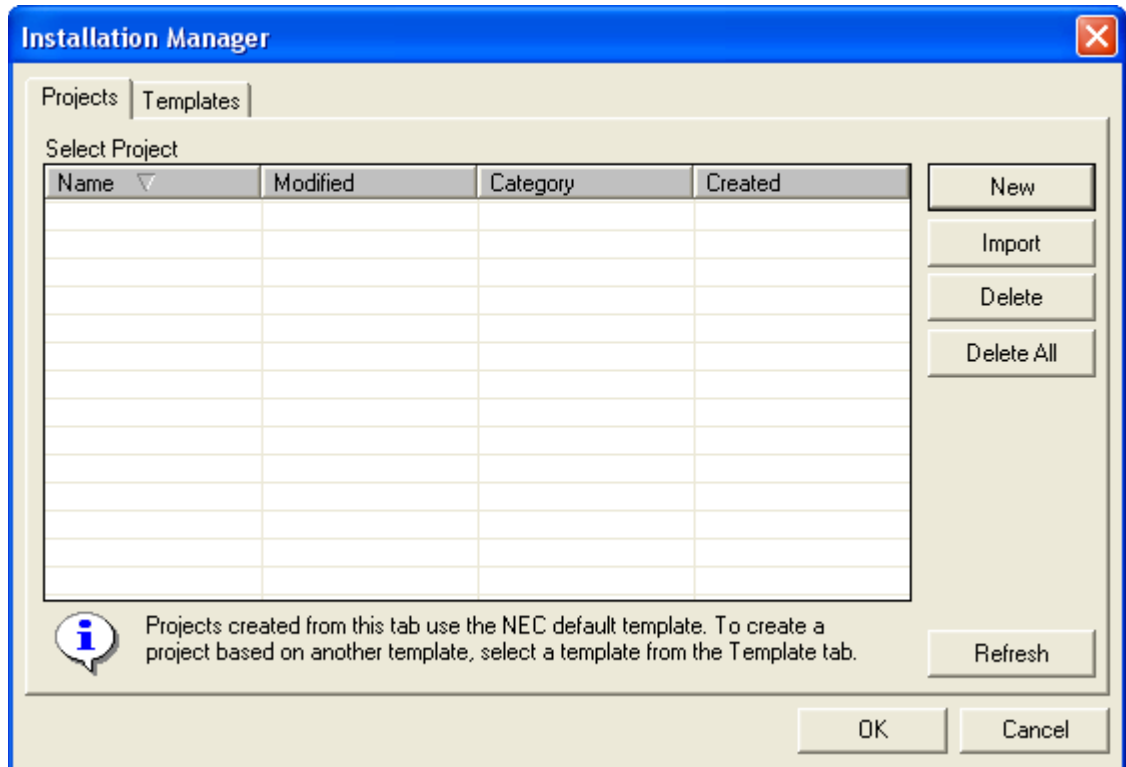 Installation Manager
Projects
Templates
Select Project
Name Modified Category Created
New
Import
Delete
Delete All
Projects created from this tab use the NEC default template. To create a
project based on another template, select a template from the Template tab.
Refresh
OK
Cancel